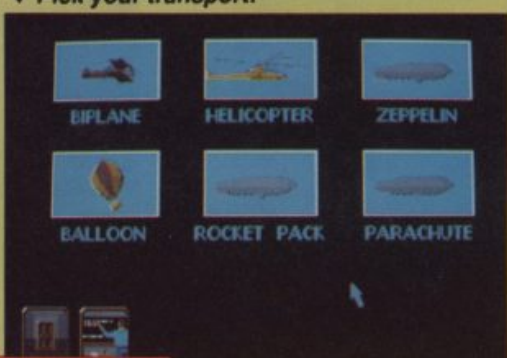 Pick your transport!
BIPLANE HELICOPTER ZEPPELIN
BALLOON ROCKET PACK PARACHUTE